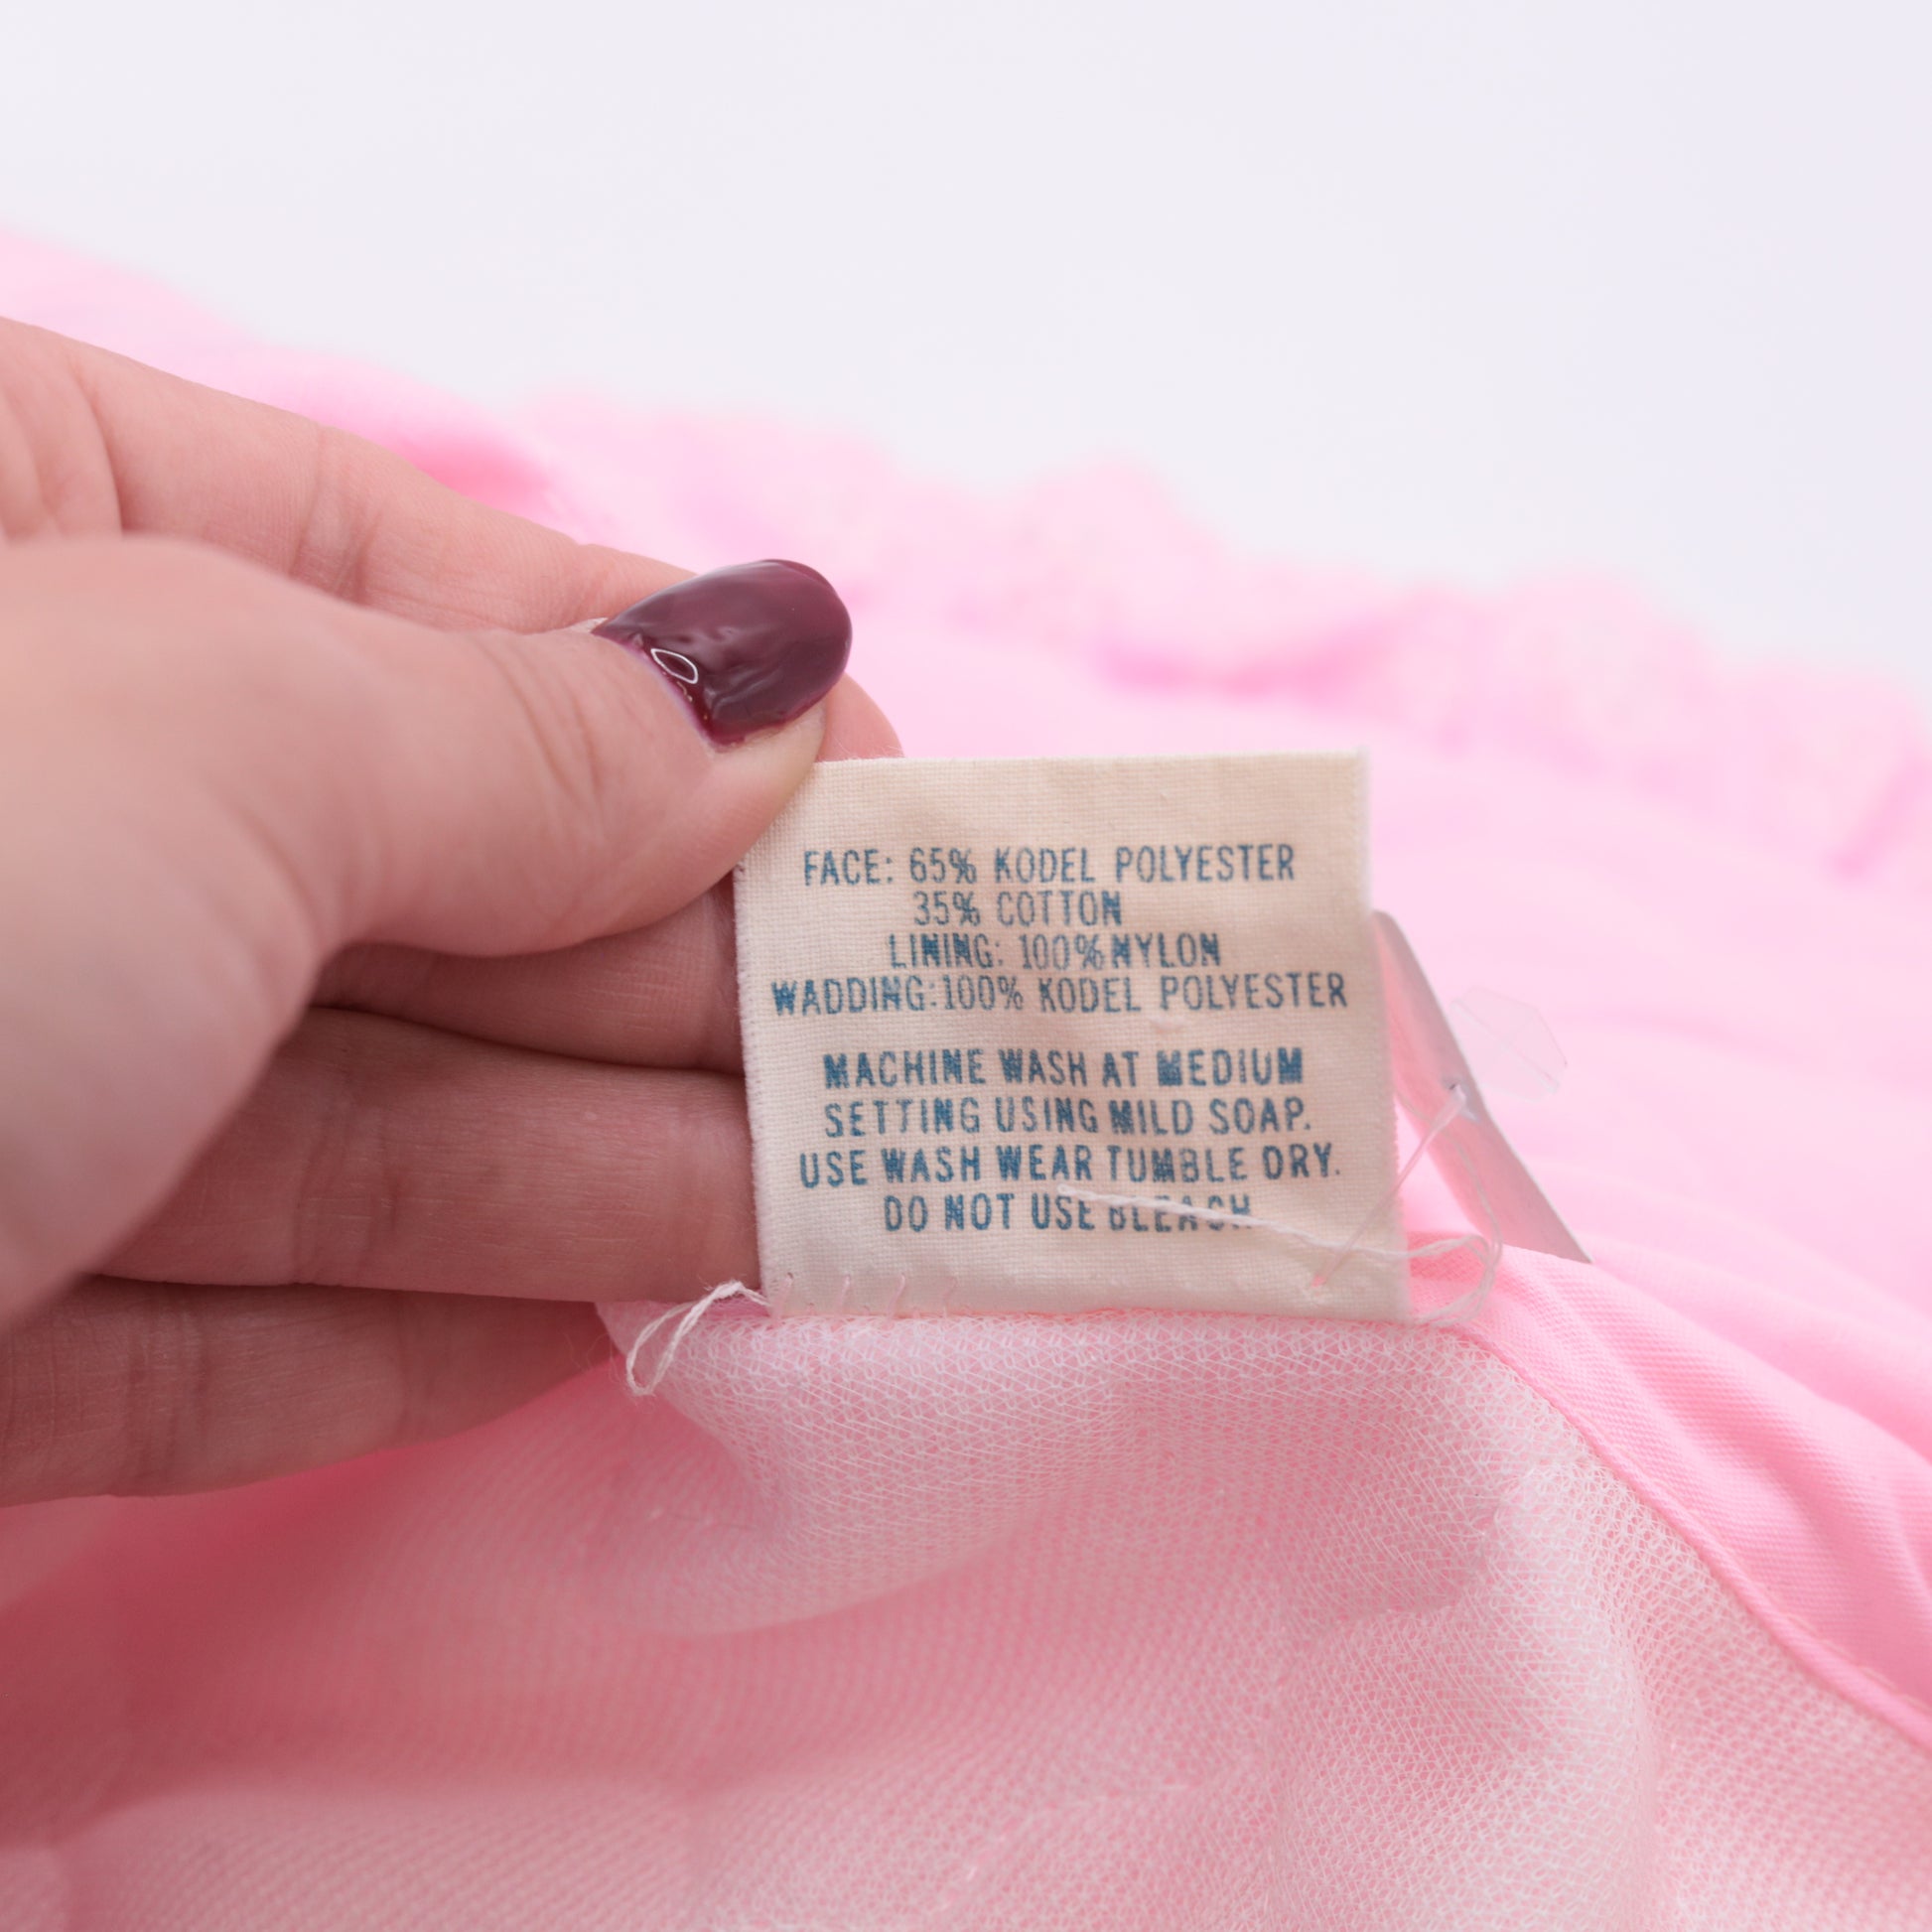 FACE: 65% KODEL POLYESTER
35% COTTON
LINING: 100% NYLON
WADDING: 100% KODEL POLYESTER
MACHINE WASH AT MEDIUM
SETTING USING MILD SOAP.
USE WASH WEAR TUMBLE DRY.
DO NOT USE BLEACH